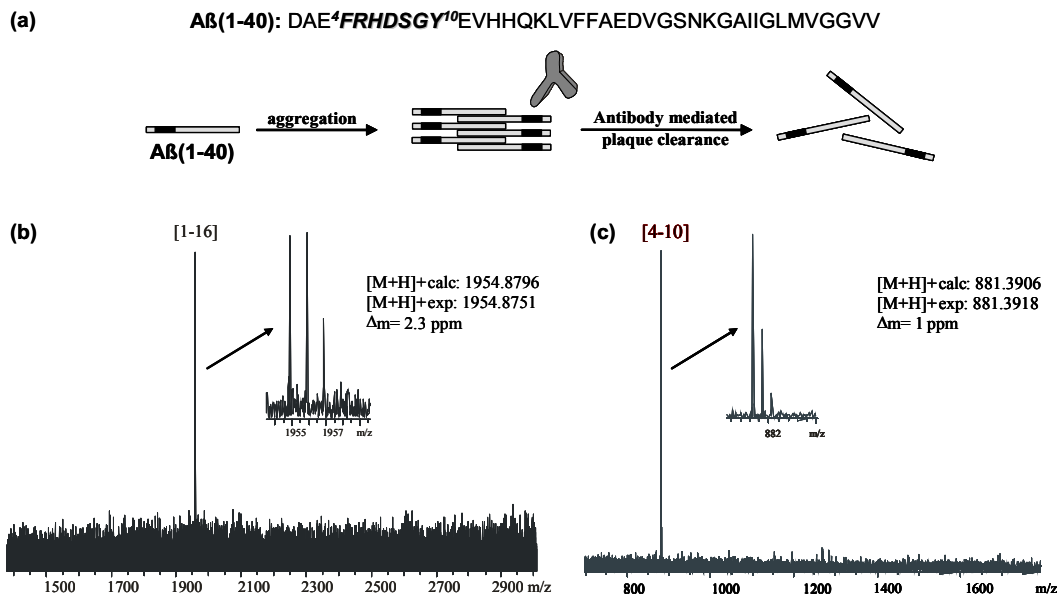 (a)
Aß(1-40): DAE⁴FRHDSGY¹⁰EVHHQKLVFFAEDVGSNKGAIIGLMVGGVV
Aß(1-40)
aggregation
Antibody mediated
plaque clearance
(b)
[1-16]
[M+H]+calc: 1954.8796
[M+H]+exp: 1954.8751
Δm= 2.3 ppm
1955 1957 m/z
1500 1700 1900 2100 2300 2500 2700 2900 m/z
(c)
[4-10]
[M+H]+calc: 881.3906
[M+H]+exp: 881.3918
Δm= 1 ppm
882 m/z
800 1000 1200 1400 1600 m/z